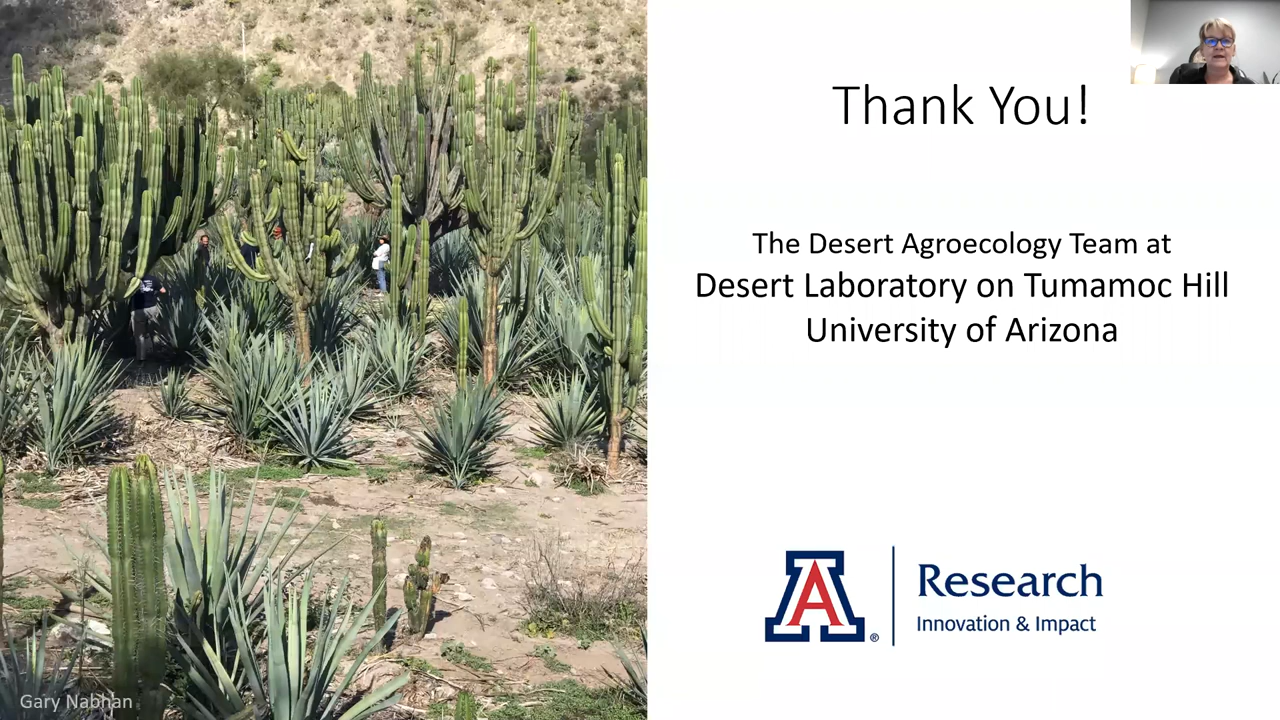 Thank You!
The Desert Agroecology Team at
Desert Laboratory on Tumamoc Hill
University of Arizona
A ®
Research
Innovation & Impact
Gary Nabhan